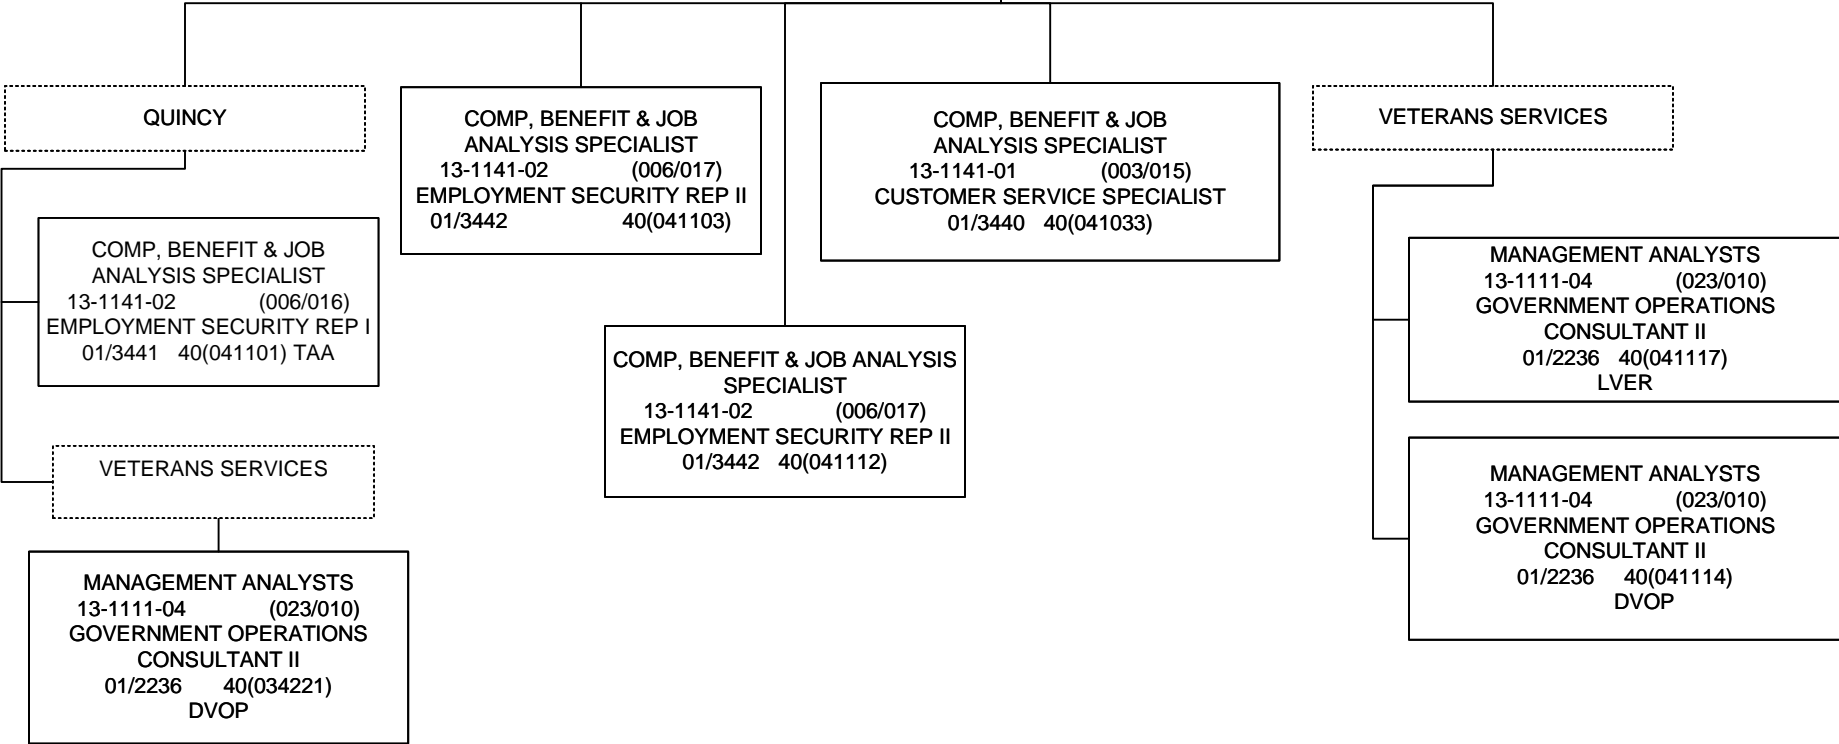 QUINCY
COMP, BENEFIT & JOB
ANALYSIS SPECIALIST
13-1141-02 (006/016)
EMPLOYMENT SECURITY REP I
01/3441 40(041101) TAA
VETERANS SERVICES
MANAGEMENT ANALYSTS
13-1111-04 (023/010)
GOVERNMENT OPERATIONS
CONSULTANT II
01/2236 40(034221)
DVOP
COMP, BENEFIT & JOB
ANALYSIS SPECIALIST
13-1141-02 (006/017)
EMPLOYMENT SECURITY REP II
01/3442 40(041103)
COMP, BENEFIT & JOB ANALYSIS
SPECIALIST
13-1141-02 (006/017)
EMPLOYMENT SECURITY REP II
01/3442 40(041112)
COMP, BENEFIT & JOB
ANALYSIS SPECIALIST
13-1141-01 (003/015)
CUSTOMER SERVICE SPECIALIST
01/3440 40(041033)
VETERANS SERVICES
MANAGEMENT ANALYSTS
13-1111-04 (023/010)
GOVERNMENT OPERATIONS
CONSULTANT II
01/2236 40(041117)
LVER
MANAGEMENT ANALYSTS
13-1111-04 (023/010)
GOVERNMENT OPERATIONS
CONSULTANT II
01/2236 40(041114)
DVOP